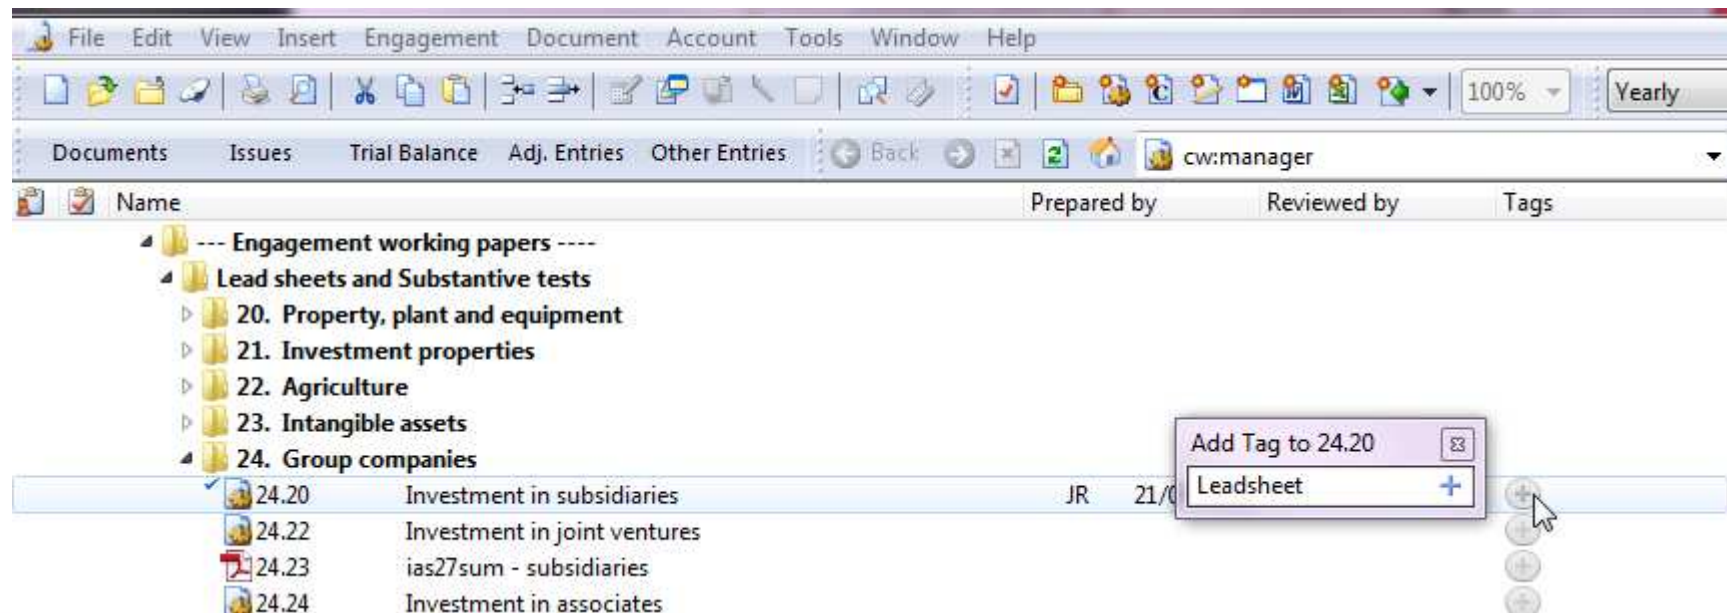 File Edit View Insert Engagement Document Account Tools Window Help
100% Yearly
Documents Issues Trial Balance Adj. Entries Other Entries Back cw:manager
Name Prepared by Reviewed by Tags
--- Engagement working papers ----
Lead sheets and Substantive tests
20. Property, plant and equipment
21. Investment properties
22. Agriculture
23. Intangible assets
Add Tag to 24.20
24. Group companies
Leadsheet
24.20 Investment in subsidiaries JR
24.22 Investment in joint ventures
24.23 ias27sum - subsidiaries
24.24 Investment in associates